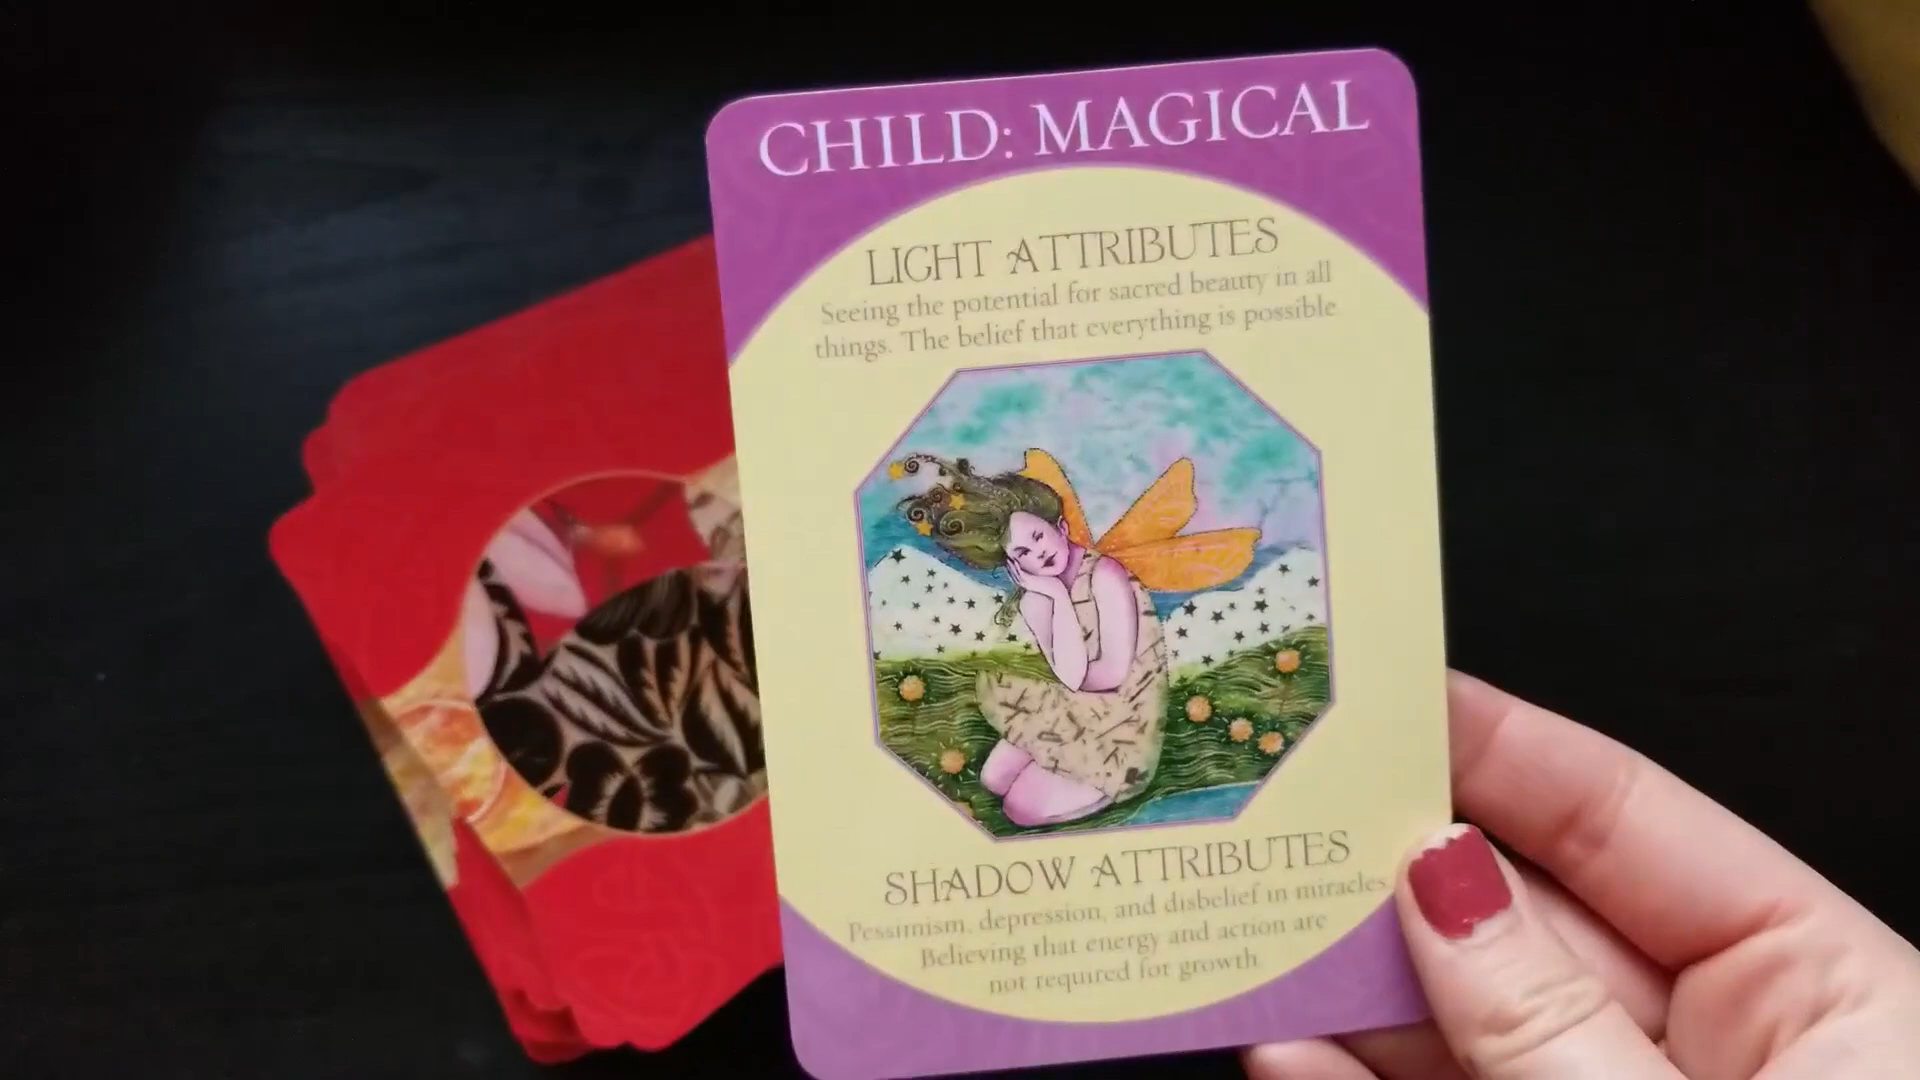 CHILD: MAGICAL
LIGHT ATTRIBUTES
Seeing the potential for sacred beauty in all
things. The belief that everything is possible.
SHADOW ATTRIBUTES
Pessimism, depression, and disbelief in miracles.
Believing that energy and action are
not required for growth.